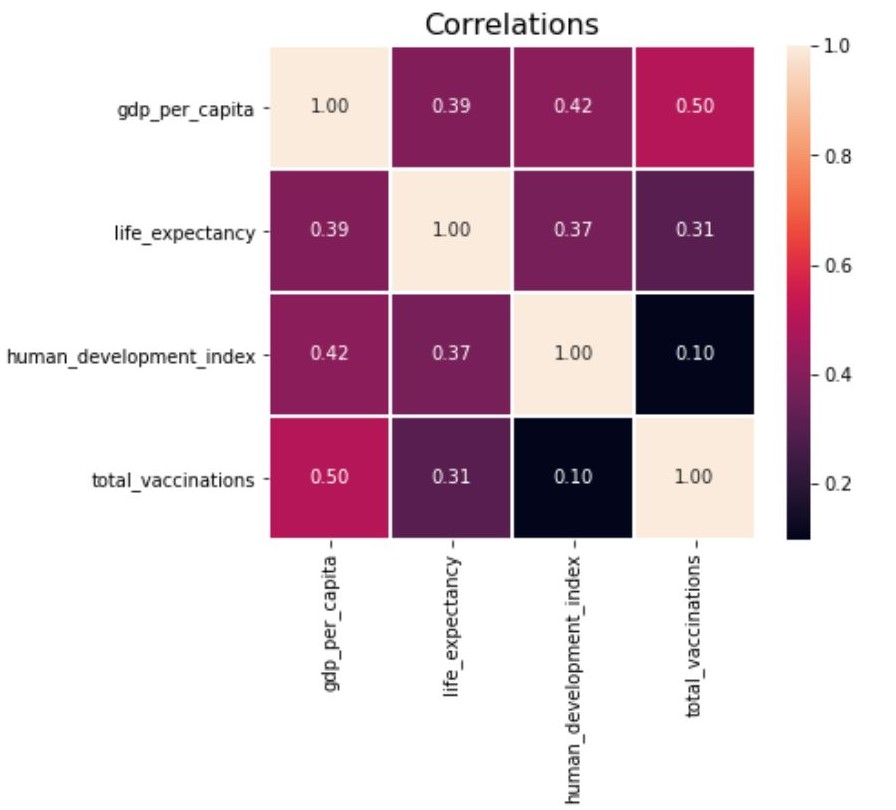 Correlations
gdp_per_capita 1.00 0.39 0.42 0.50
life_expectancy 0.39 1.00 0.37 0.31
human_development_index 0.42 0.37 1.00 0.10
total_vaccinations 0.50 0.31 0.10 1.00
gdp_per_capita
life_expectancy
human_development_index
total_vaccinations
1.0
0.8
0.6
0.4
0.2